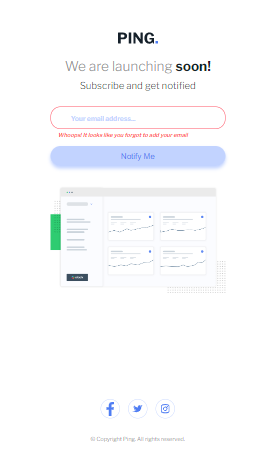 PING.
We are launching soon!
Subscribe and get notified
Your email address...
Whoops! It looks like you forgot to add your email
Notify Me
© Copyright Ping. All rights reserved.